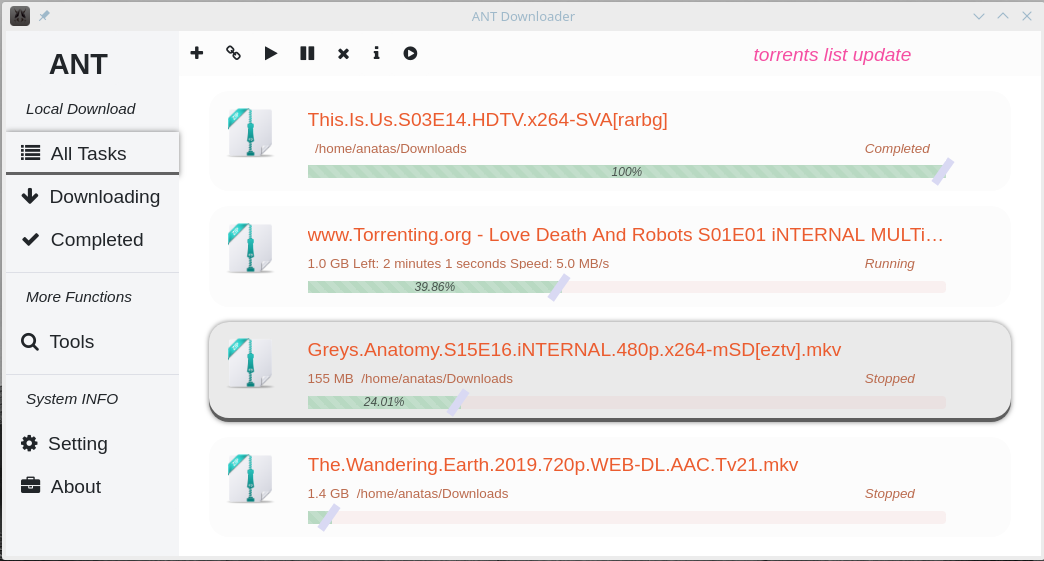 ANT Downloader
ANT
Local Download
All Tasks
Downloading
Completed
More Functions
Tools
System INFO
Setting
About
torrents list update
This.Is.Us.S03E14.HDTV.x264-SVA[rarbg]
/home/anatas/Downloads Completed
100%
www.Torrenting.org - Love Death And Robots S01E01 iNTERNAL MULTi…
1.0 GB Left: 2 minutes 1 seconds Speed: 5.0 MB/s Running
39.86%
Greys.Anatomy.S15E16.iNTERNAL.480p.x264-mSD[eztv].mkv
155 MB /home/anatas/Downloads Stopped
24.01%
The.Wandering.Earth.2019.720p.WEB-DL.AAC.Tv21.mkv
1.4 GB /home/anatas/Downloads Stopped